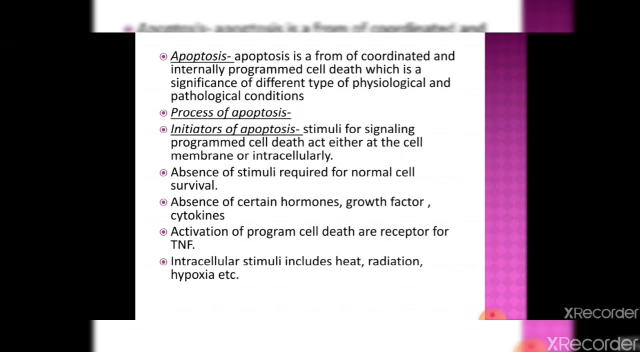 Apoptosis- apoptosis is a from of coordinated and
Apoptosis- apoptosis is a from of coordinated and
internally programmed cell death which is a
significance of different type of physiological and
pathological conditions
Process of apoptosis-
Initiators of apoptosis- stimuli for signaling
programmed cell death act either at the cell
membrane or intracellularly.
Absence of stimuli required for normal cell
survival.
Absence of certain hormones, growth factor ,
cytokines
Activation of program cell death are receptor for
TNF.
Intracellular stimuli includes heat, radiation,
hypoxia etc.
XRecorder
XRecorder